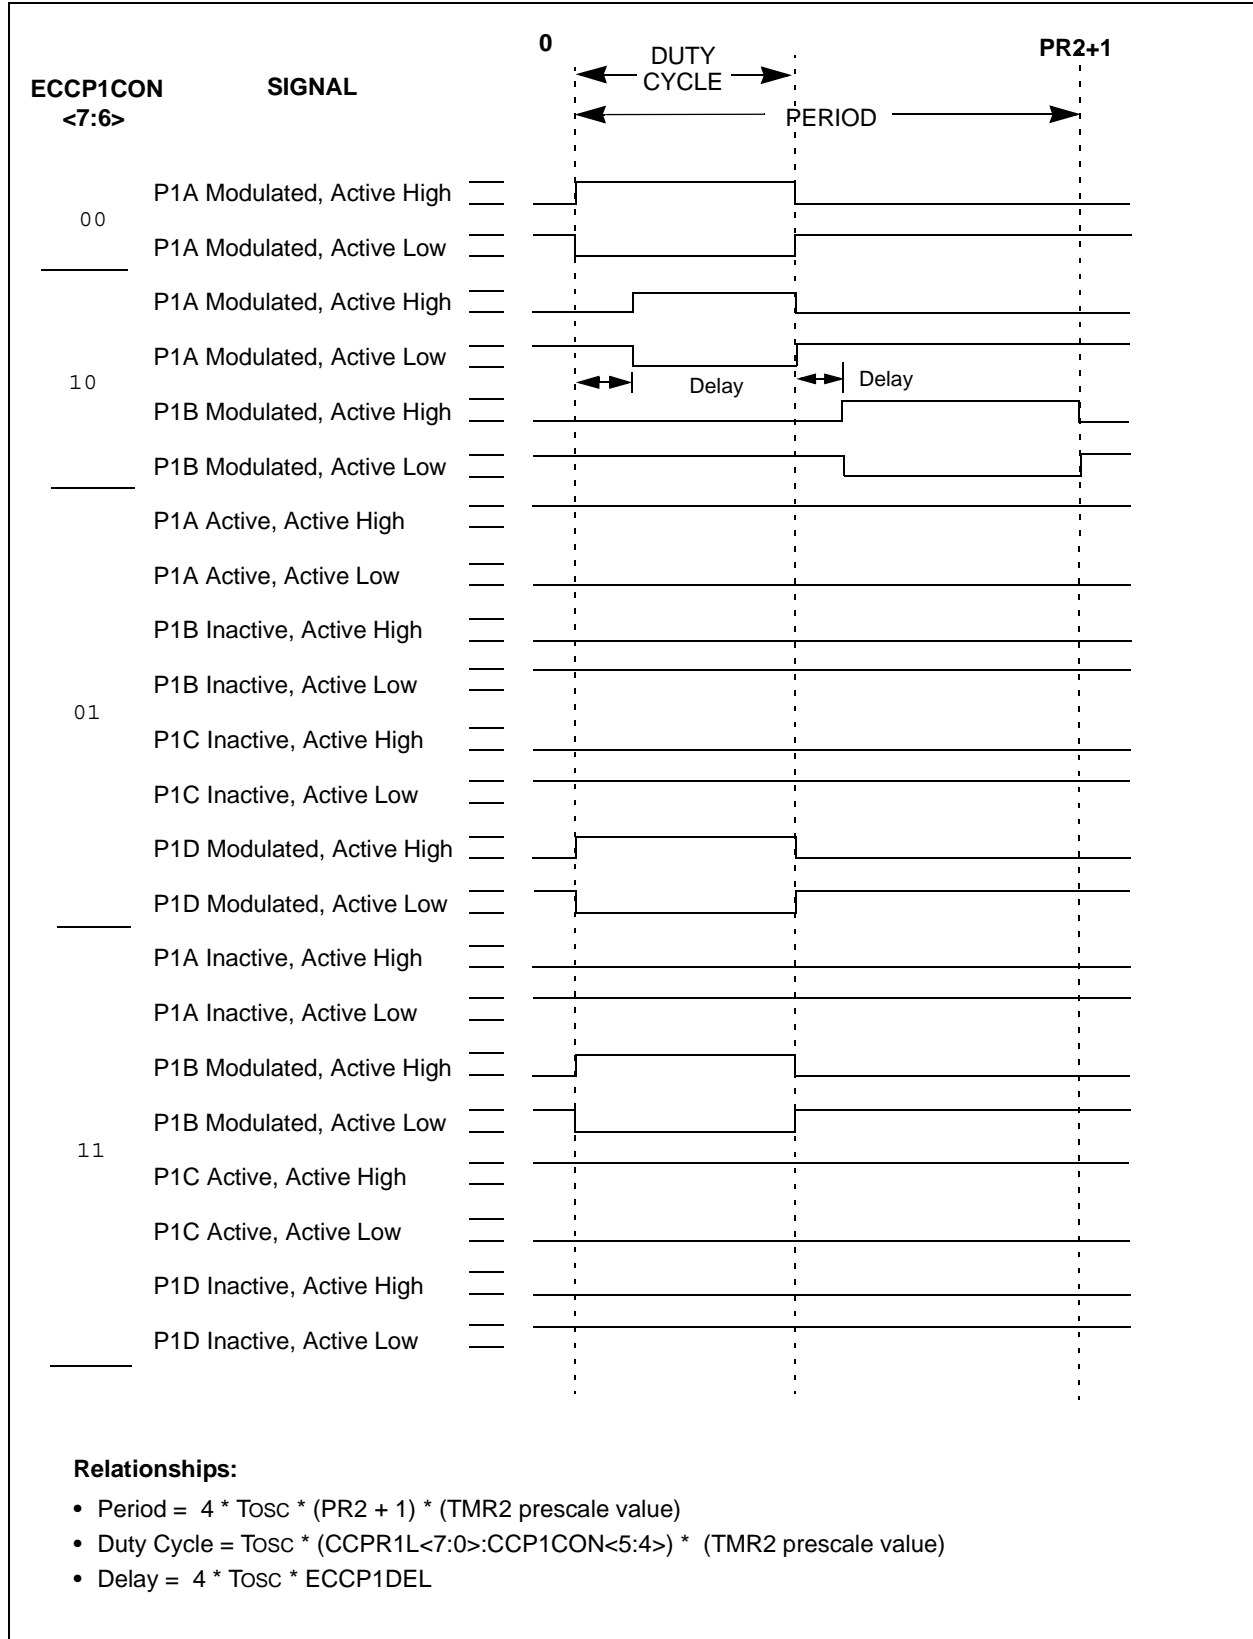 0
PR2+1
DUTY
CYCLE
ECCP1CON
<7:6>
SIGNAL
PERIOD
00
P1A Modulated, Active High
P1A Modulated, Active Low
10
P1A Modulated, Active High
P1A Modulated, Active Low
Delay
Delay
P1B Modulated, Active High
P1B Modulated, Active Low
01
P1A Active, Active High
P1A Active, Active Low
P1B Inactive, Active High
P1B Inactive, Active Low
P1C Inactive, Active High
P1C Inactive, Active Low
P1D Modulated, Active High
P1D Modulated, Active Low
11
P1A Inactive, Active High
P1A Inactive, Active Low
P1B Modulated, Active High
P1B Modulated, Active Low
P1C Active, Active High
P1C Active, Active Low
P1D Inactive, Active High
P1D Inactive, Active Low
Relationships:
• Period = 4 * TOSC * (PR2 + 1) * (TMR2 prescale value)
• Duty Cycle = TOSC * (CCPR1L<7:0>:CCP1CON<5:4>) * (TMR2 prescale value)
• Delay = 4 * TOSC * ECCP1DEL